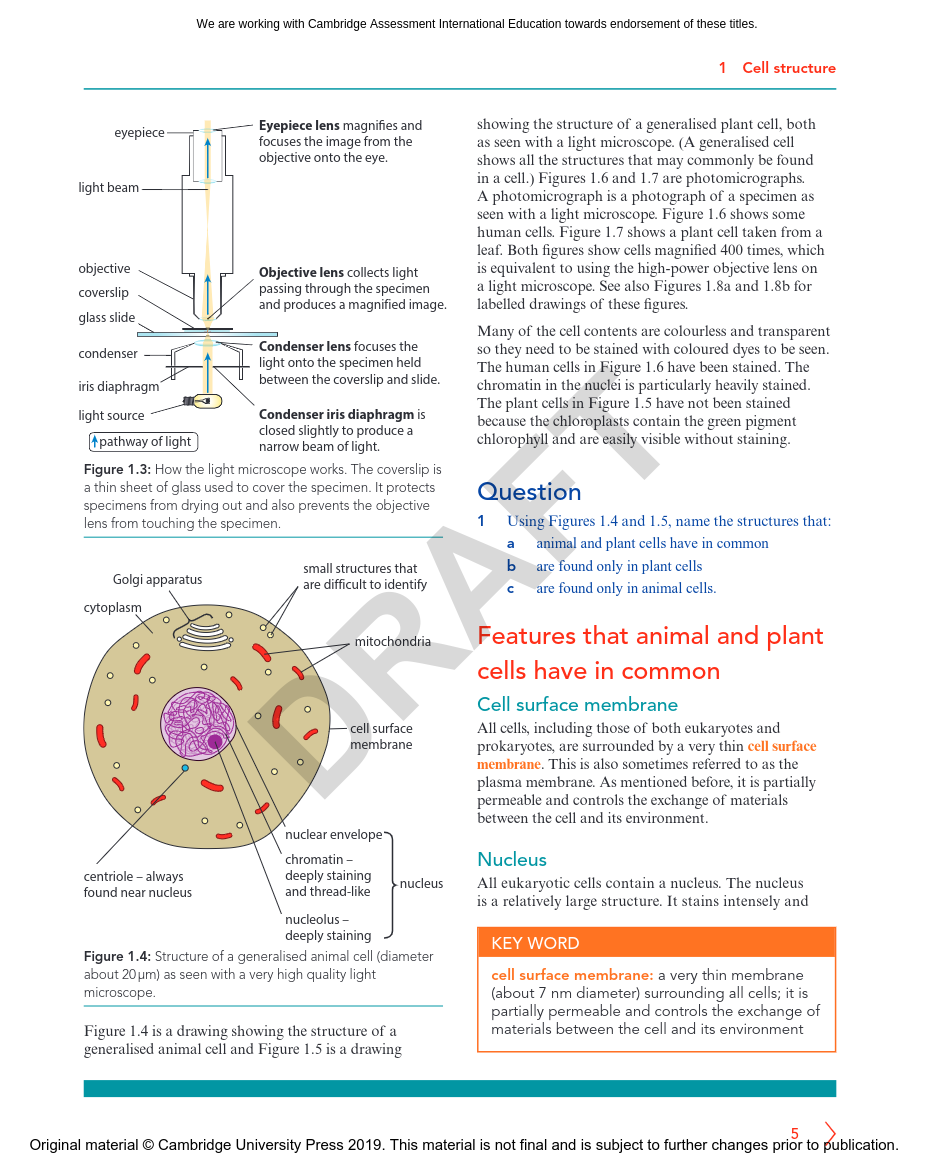 We are working with Cambridge Assessment International Education towards endorsement of these titles.
1 Cell structure
eyepiece
light beam
objective
coverslip
glass slide
condenser
iris diaphragm
light source
pathway of light
Eyepiece lens magnifies and
focuses the image from the
objective onto the eye.
Objective lens collects light
passing through the specimen
and produces a magnified image.
Condenser lens focuses the
light onto the specimen held
between the coverslip and slide.
Condenser iris diaphragm is
closed slightly to produce a
narrow beam of light.
Figure 1.3: How the light microscope works. The coverslip is
a thin sheet of glass used to cover the specimen. It protects
specimens from drying out and also prevents the objective
lens from touching the specimen.
Golgi apparatus
small structures that
are difficult to identify
cytoplasm
mitochondria
cell surface
membrane
nuclear envelope
chromatin –
deeply staining
and thread-like
nucleus
centriole – always
found near nucleus
nucleolus –
deeply staining
Figure 1.4: Structure of a generalised animal cell (diameter
about 20 μm) as seen with a very high quality light
microscope.
Figure 1.4 is a drawing showing the structure of a
generalised animal cell and Figure 1.5 is a drawing
showing the structure of a generalised plant cell, both
as seen with a light microscope. (A generalised cell
shows all the structures that may commonly be found
in a cell.) Figures 1.6 and 1.7 are photomicrographs.
A photomicrograph is a photograph of a specimen as
seen with a light microscope. Figure 1.6 shows some
human cells. Figure 1.7 shows a plant cell taken from a
leaf. Both figures show cells magnified 400 times, which
is equivalent to using the high-power objective lens on
a light microscope. See also Figures 1.8a and 1.8b for
labelled drawings of these figures.
Many of the cell contents are colourless and transparent
so they need to be stained with coloured dyes to be seen.
The human cells in Figure 1.6 have been stained. The
chromatin in the nuclei is particularly heavily stained.
The plant cells in Figure 1.5 have not been stained
because the chloroplasts contain the green pigment
chlorophyll and are easily visible without staining.
Question
1 Using Figures 1.4 and 1.5, name the structures that:
a animal and plant cells have in common
b are found only in plant cells
c are found only in animal cells.
Features that animal and plant
cells have in common
Cell surface membrane
All cells, including those of both eukaryotes and
prokaryotes, are surrounded by a very thin cell surface
membrane. This is also sometimes referred to as the
plasma membrane. As mentioned before, it is partially
permeable and controls the exchange of materials
between the cell and its environment.
Nucleus
All eukaryotic cells contain a nucleus. The nucleus
is a relatively large structure. It stains intensely and
KEY WORD
cell surface membrane: a very thin membrane
(about 7 nm diameter) surrounding all cells; it is
partially permeable and controls the exchange of
materials between the cell and its environment
DRAFT
5
Original material © Cambridge University Press 2019. This material is not final and is subject to further changes prior to publication.